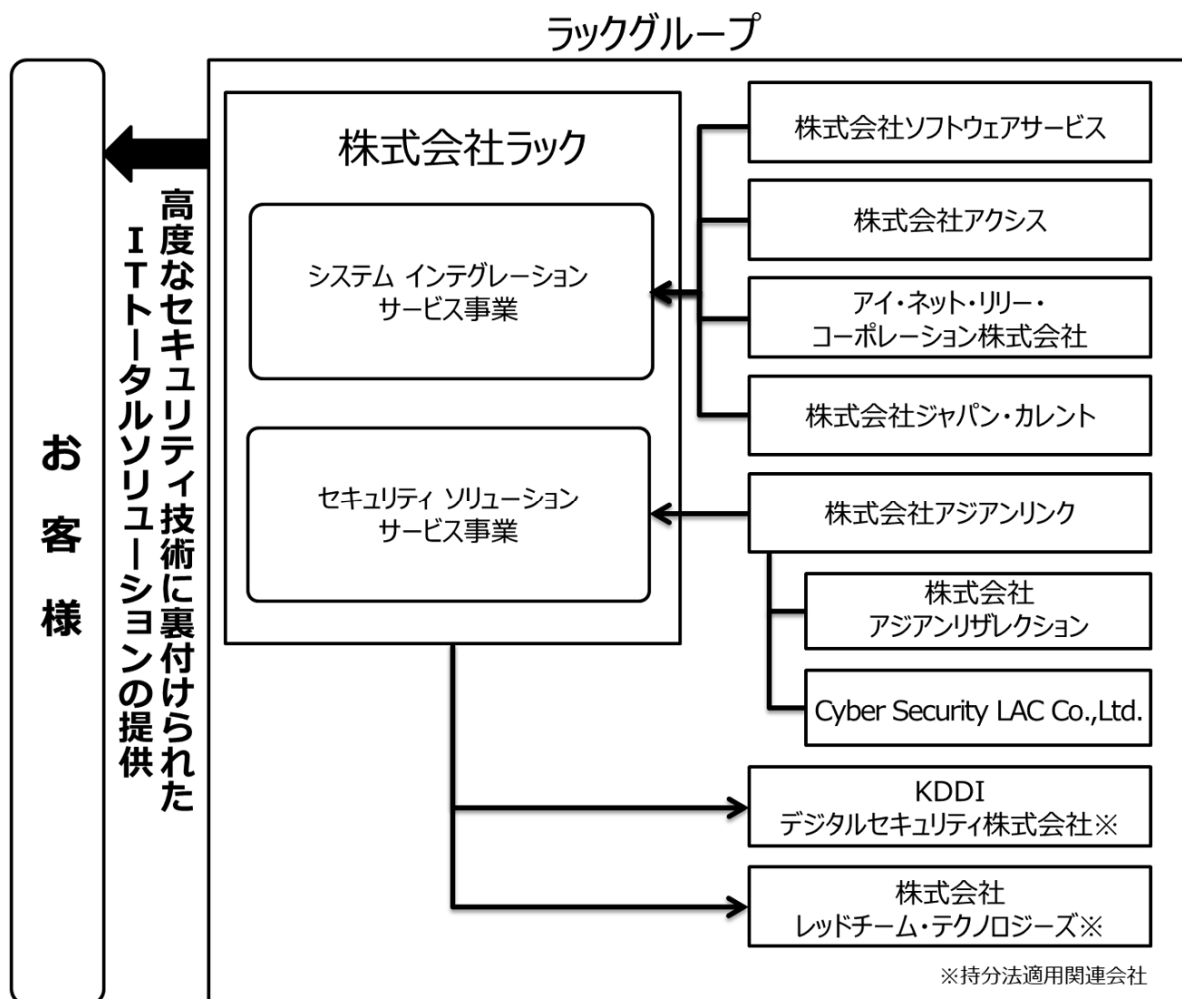 ラックグループ
お客様
高度なセキュリティ技術に裏付けられた
ITトータルソリューションの提供
株式会社ラック
システム インテグレーション
サービス事業
セキュリティ ソリューション
サービス事業
株式会社ソフトウェアサービス
株式会社アクシス
アイ・ネット・リリー・
コーポレーション株式会社
株式会社ジャパン・カレント
株式会社アジアンリンク
株式会社
アジアンリザレクション
Cyber Security LAC Co.,Ltd.
KDDI
デジタルセキュリティ株式会社※
株式会社
レッドチーム・テクノロジーズ※
※持分法適用関連会社